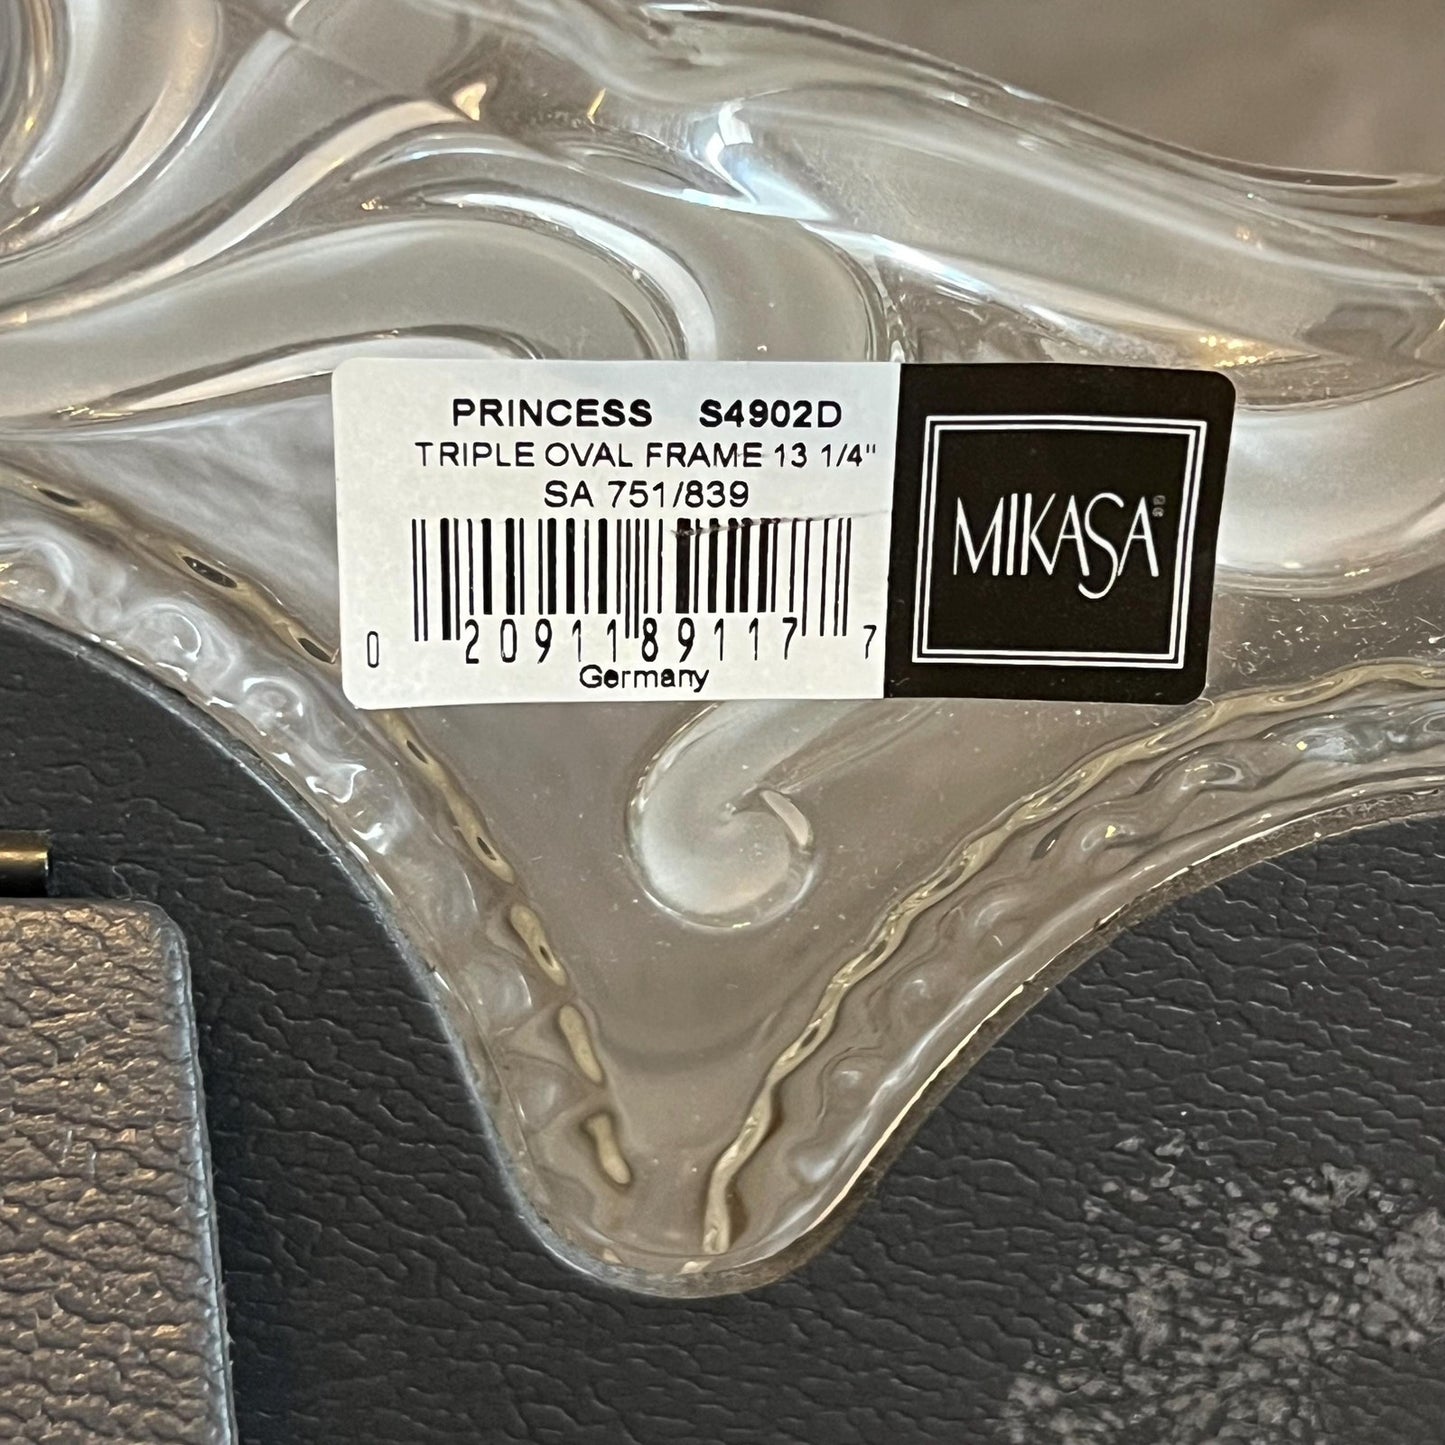 PRINCESS S4902D
TRIPLE OVAL FRAME 13 1/4"
SA 751/839
0 20911 89117 7
Germany
MIKASA